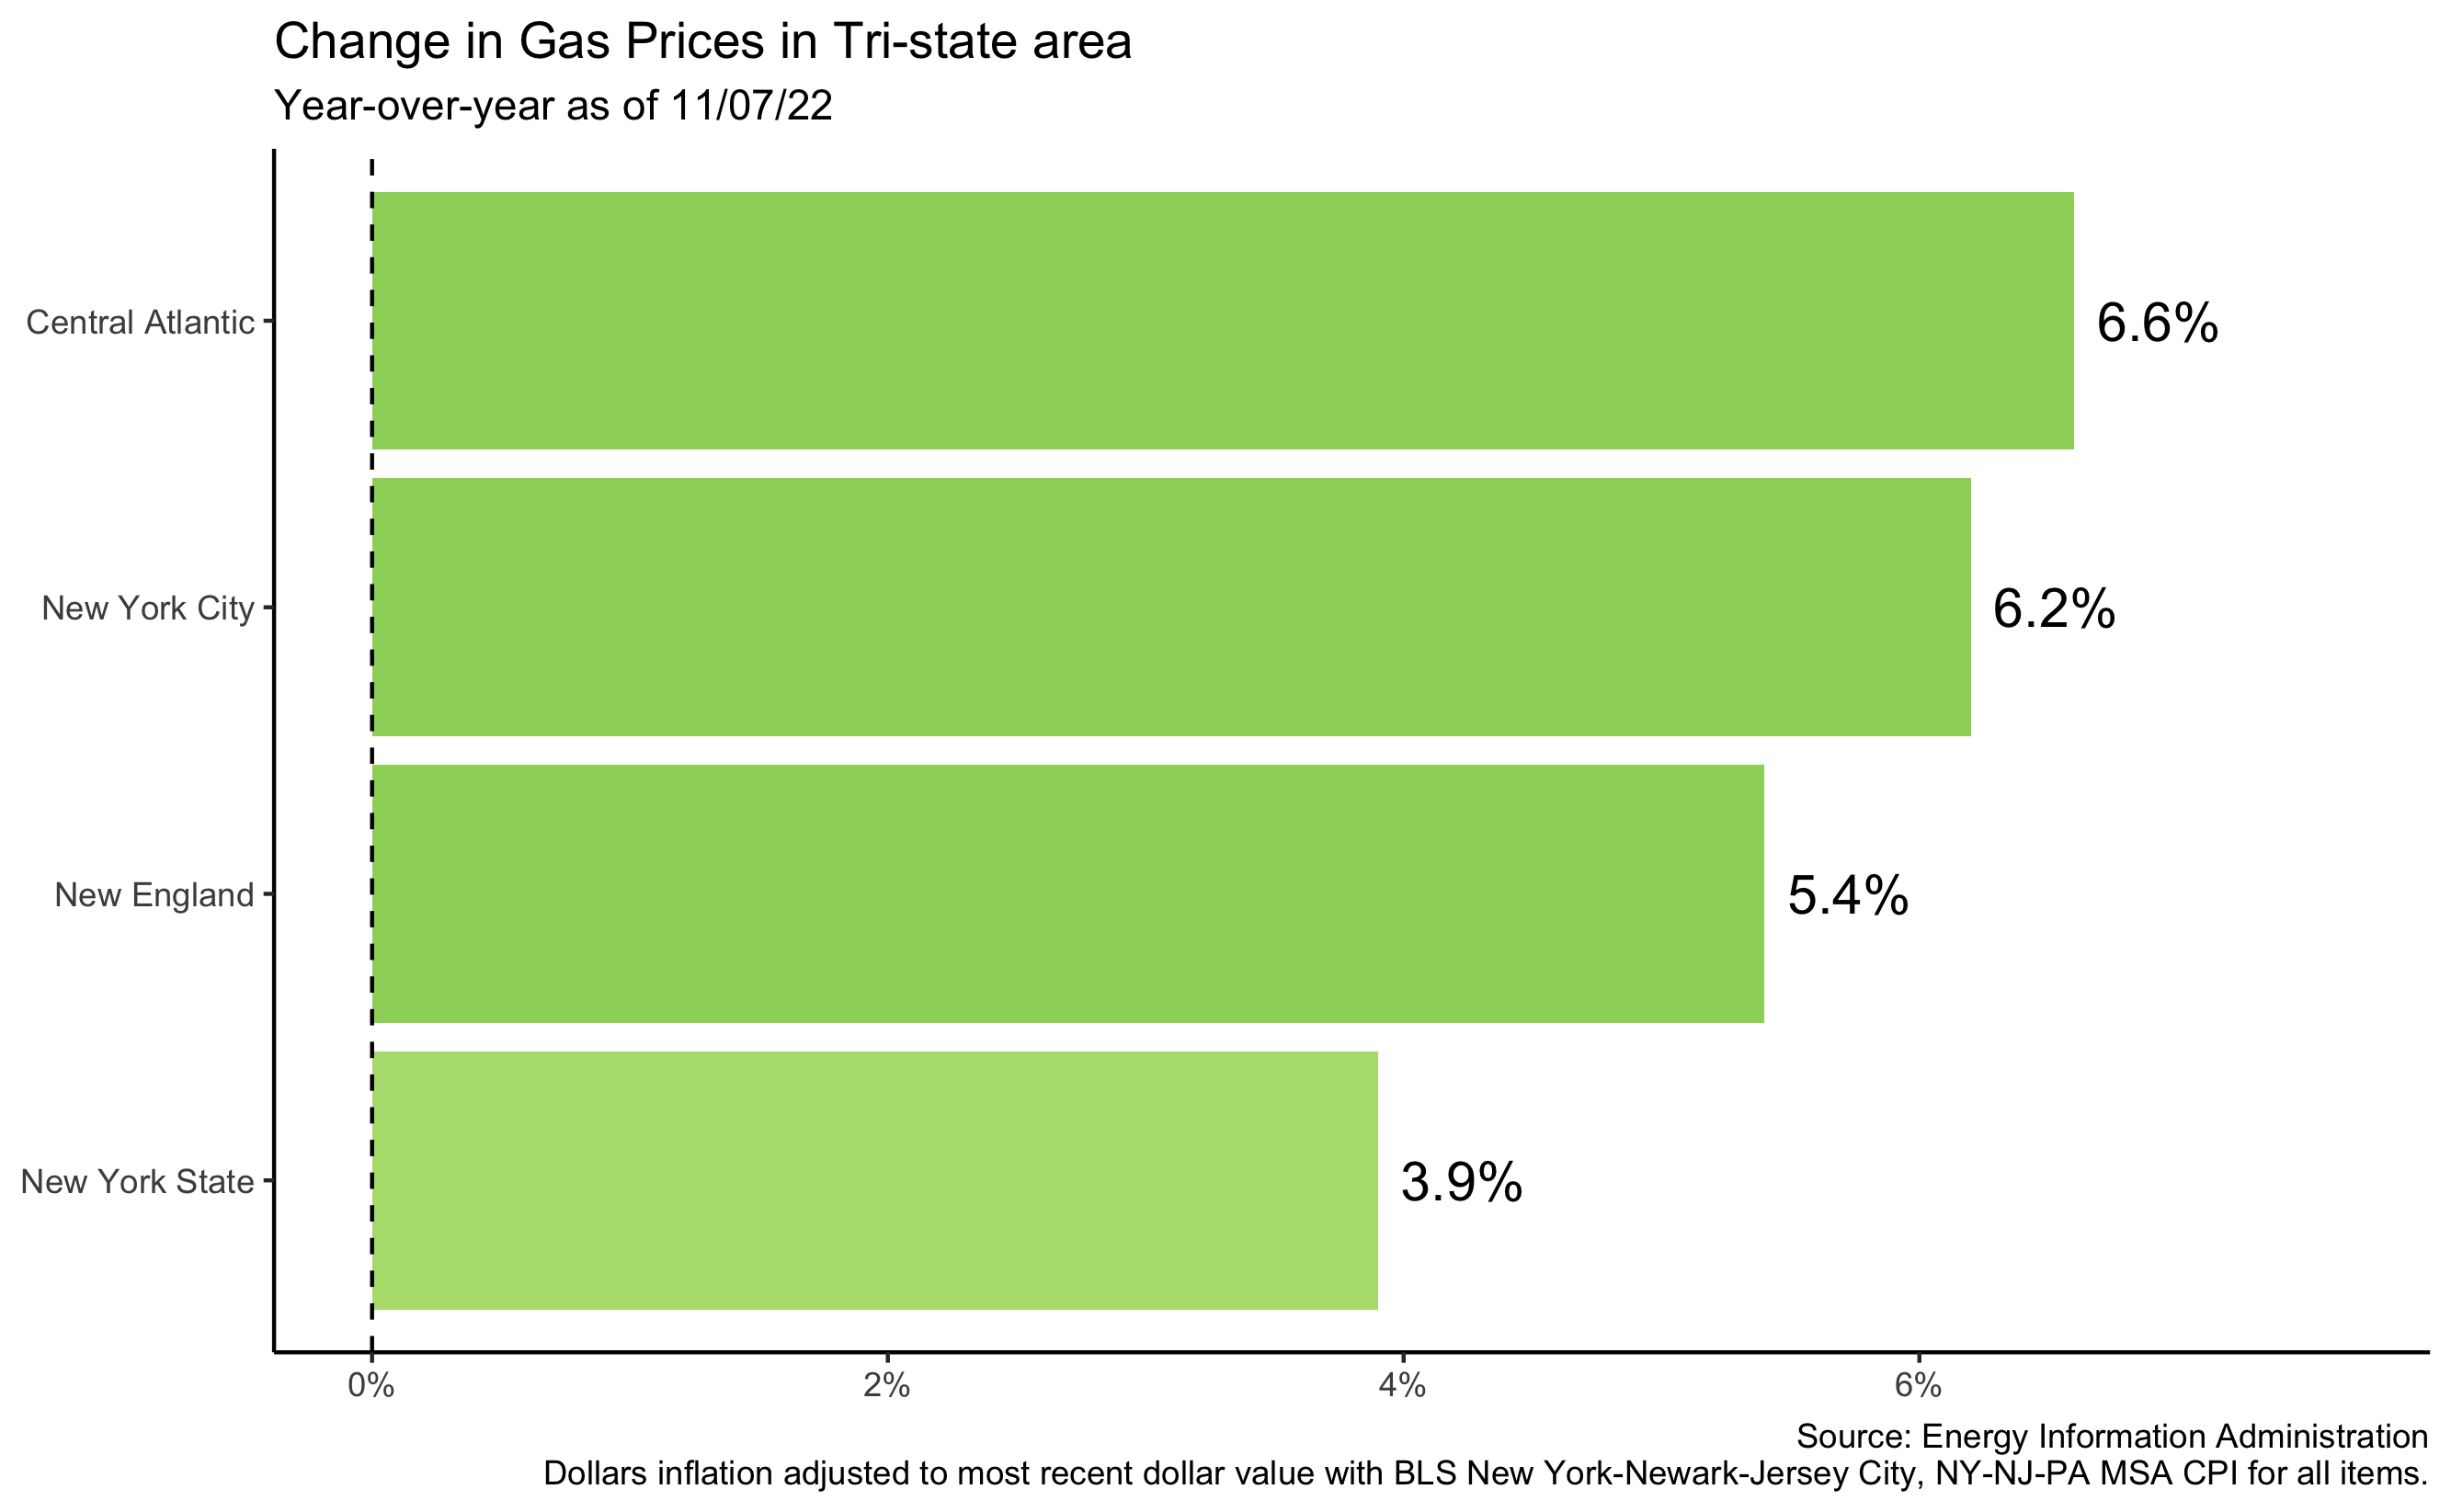 Change in Gas Prices in Tri-state area
Year-over-year as of 11/07/22
Central Atlantic
6.6%
New York City
6.2%
New England
5.4%
New York State
3.9%
0%
2%
4%
6%
Source: Energy Information Administration
Dollars inflation adjusted to most recent dollar value with BLS New York-Newark-Jersey City, NY-NJ-PA MSA CPI for all items.